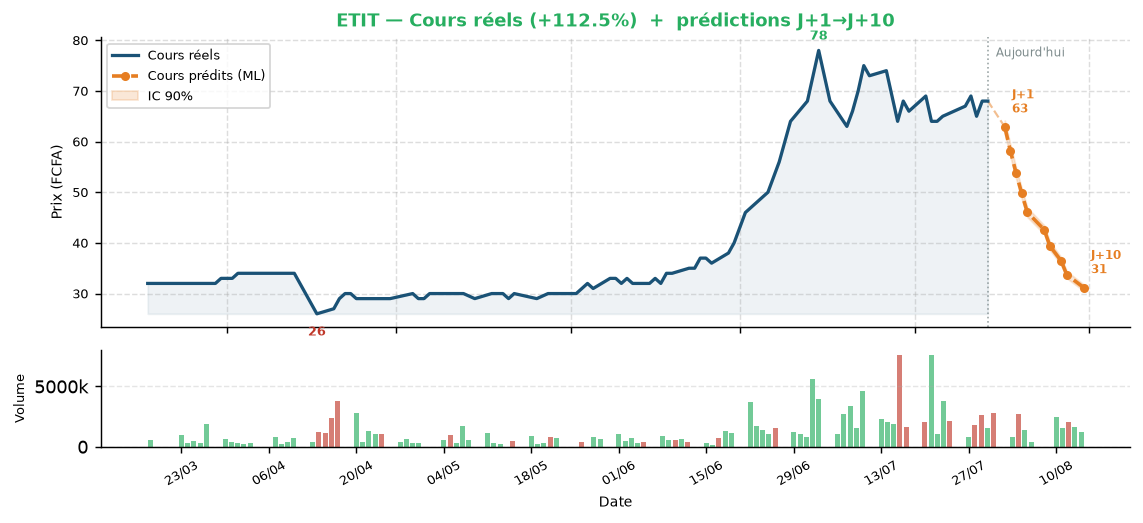 ETIT — Cours réels (+112.5%)  +  prédictions J+1→J+10
Cours réels
Cours prédits (ML)
IC 90%
78
Aujourd'hui
J+1
63
J+10
31
26
Prix (FCFA)
80
70
60
50
40
30
Volume
5000k
0
23/03
06/04
20/04
04/05
18/05
01/06
15/06
29/06
13/07
27/07
10/08
Date